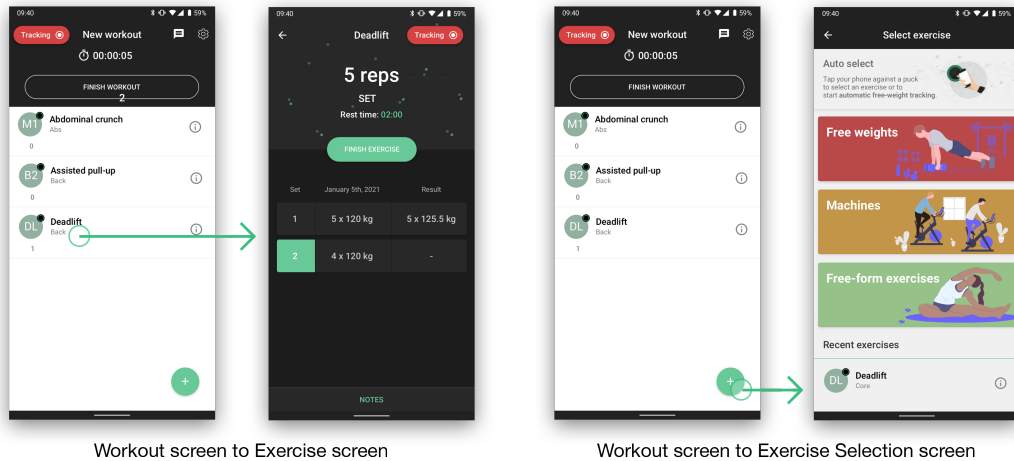 09:40
59%
Tracking
New workout
00:00:05
FINISH WORKOUT
2
M1
Abdominal crunch
Abs
0
B2
Assisted pull-up
Back
0
DL
Deadlift
Back
1
+
09:40
59%
Deadlift
Tracking
5 reps
SET
Rest time: 02:00
FINISH EXERCISE
Set January 5th, 2021 Result
1 5 x 120 kg 5 x 125.5 kg
2 4 x 120 kg -
NOTES
Workout screen to Exercise screen
09:40
59%
Tracking
New workout
00:00:05
FINISH WORKOUT
M1
Abdominal crunch
Abs
0
B2
Assisted pull-up
Back
0
DL
Deadlift
Back
1
+
09:40
59%
Select exercise
Auto select
Tap your phone against a puck
to select an exercise or to
start automatic free-weight tracking.
Free weights
Machines
Free-form exercises
Recent exercises
DL
Deadlift
Core
Workout screen to Exercise Selection screen